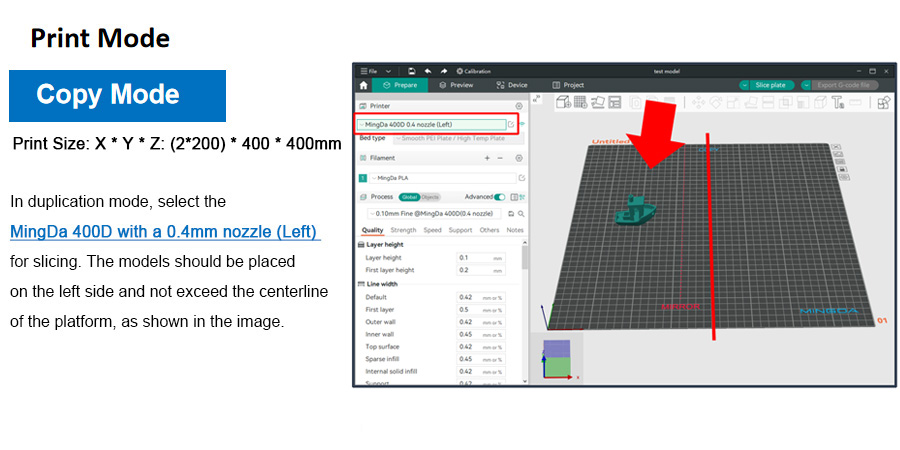 Print Mode
Copy Mode
Print Size: X * Y * Z: (2*200) * 400 * 400mm
In duplication mode, select the
MingDa 400D with a 0.4mm nozzle (Left)
for slicing. The models should be placed
on the left side and not exceed the centerline
of the platform, as shown in the image.
File
Calibration
test model
Prepare
Preview
Device
Project
Slice plate
Export G-code file
Printer
MingDa 400D 0.4 nozzle (Left)
Bed type
Smooth PEI Plate / High Temp Plate
Filament
1 MingDa PLA
Process Global Objects Advanced
0.10mm Fine @MingDa 400D(0.4 nozzle)
Quality Strength Speed Support Others Notes
Layer height
Layer height 0.1 mm
First layer height 0.2 mm
Line width
Default 0.42 mm or %
First layer 0.5 mm or %
Outer wall 0.42 mm or %
Inner wall 0.45 mm or %
Top surface 0.42 mm or %
Sparse infill 0.45 mm or %
Internal solid infill 0.42 mm or %
Support 0.42 mm or %
Untitled
MINGDA
01